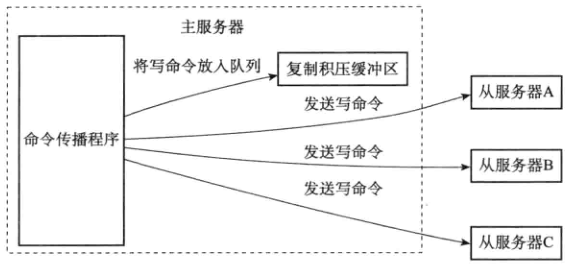 主服务器
将写命令放入队列
复制积压缓冲区
发送写命令
从服务器A
命令传播程序
发送写命令
从服务器B
发送写命令
从服务器C